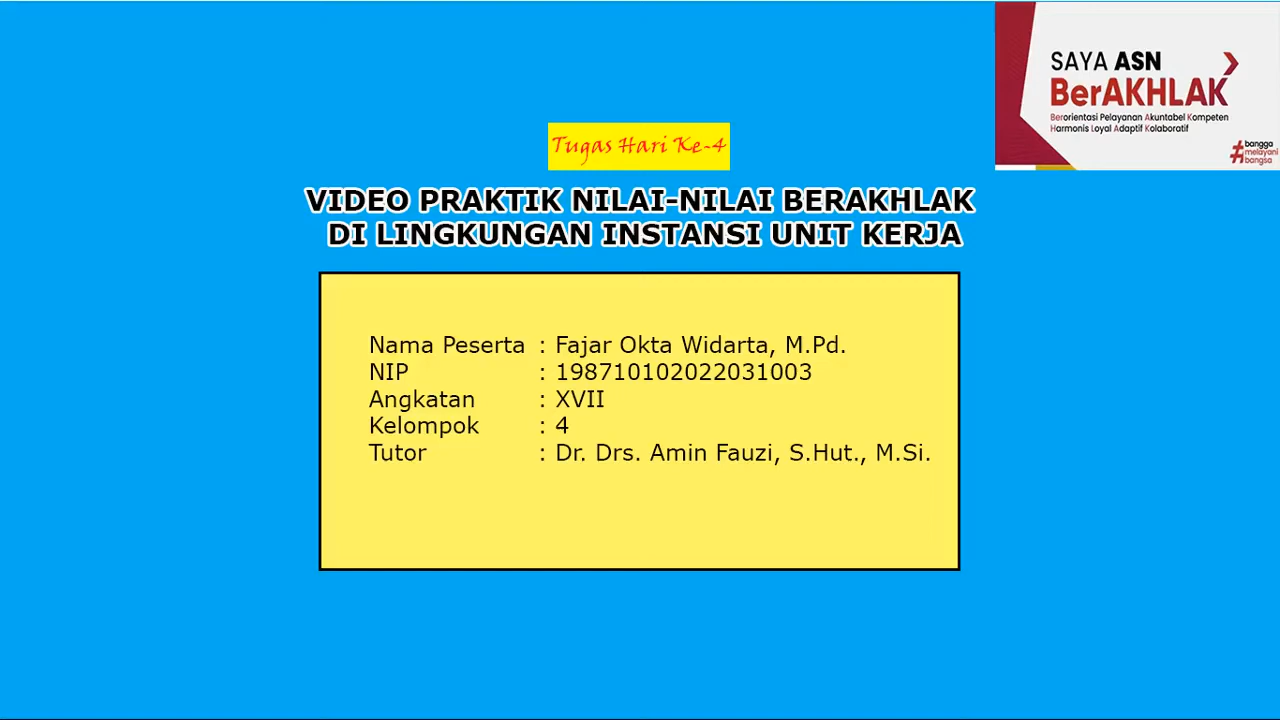 SAYA ASN
BerAKHLAK
Berorientasi Pelayanan Akuntabel Kompeten
Harmonis Loyal Adaptif Kolaboratif
#bangga
melayani
bangsa
Tugas Hari Ke-4
VIDEO PRAKTIK NILAI-NILAI BERAKHLAK
DI LINGKUNGAN INSTANSI UNIT KERJA
Nama Peserta : Fajar Okta Widarta, M.Pd.
NIP : 198710102022031003
Angkatan : XVII
Kelompok : 4
Tutor : Dr. Drs. Amin Fauzi, S.Hut., M.Si.